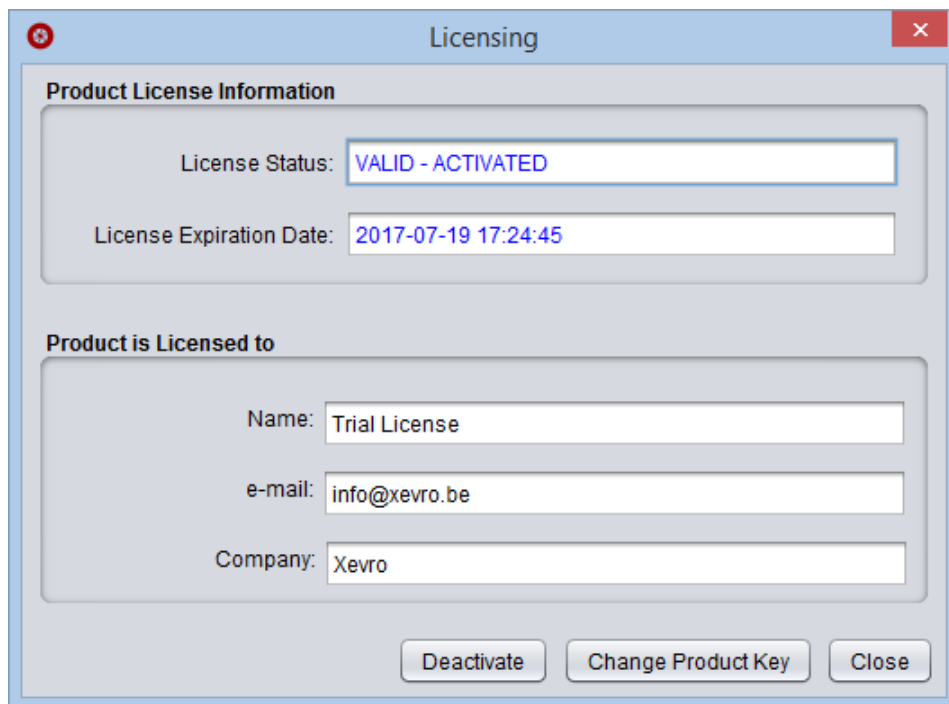 Licensing
Product License Information
License Status: VALID - ACTIVATED
License Expiration Date: 2017-07-19 17:24:45
Product is Licensed to
Name: Trial License
e-mail: info@xevro.be
Company: Xevro
Deactivate Change Product Key Close